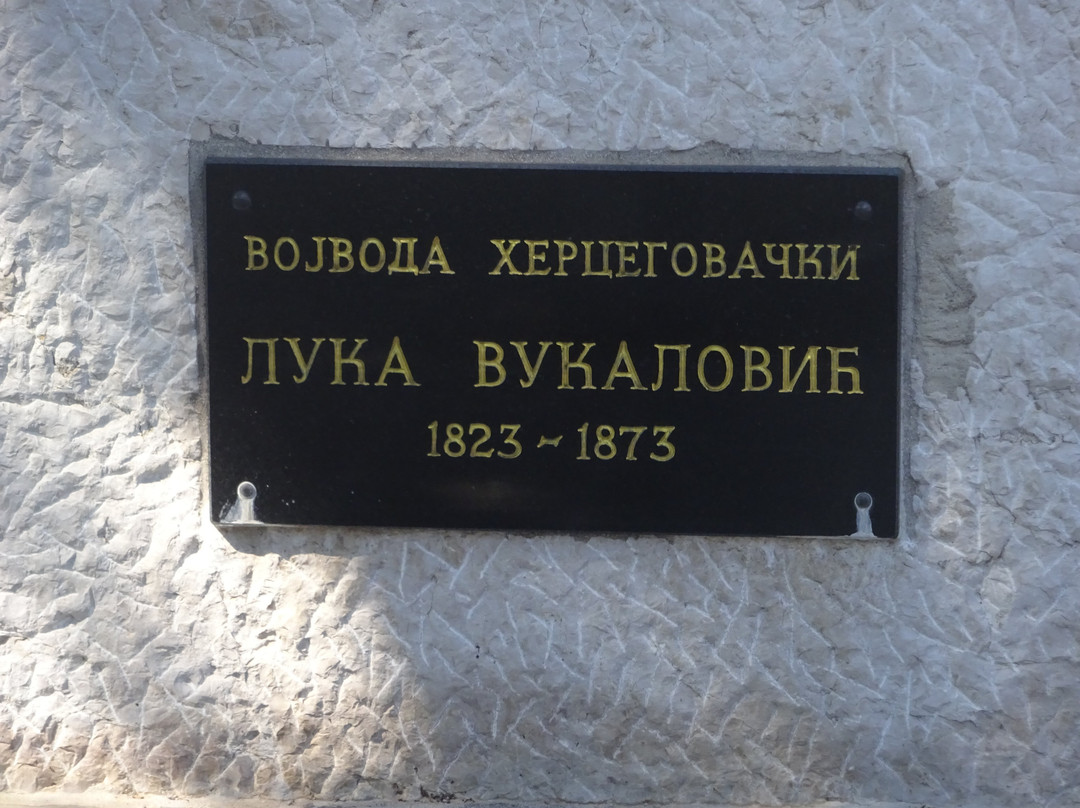 ВОЈВОДА ХЕРЦЕГОВАЧКИ
ЛУКА ВУКАЛОВИЋ
1823 - 1873